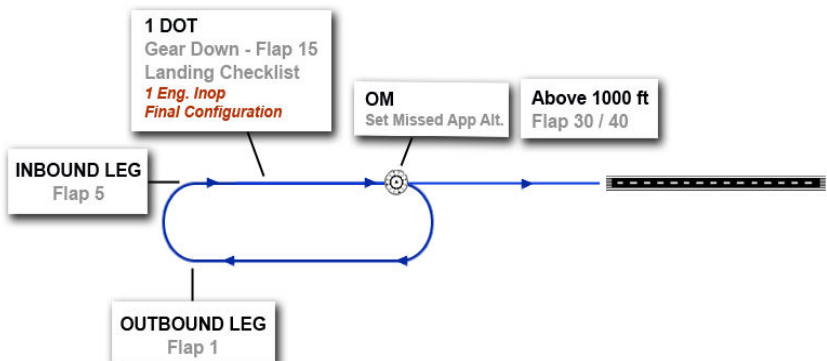 1 DOT
Gear Down - Flap 15
Landing Checklist
1 Eng. Inop
Final Configuration
OM
Set Missed App Alt.
Above 1000 ft
Flap 30 / 40
INBOUND LEG
Flap 5
OUTBOUND LEG
Flap 1